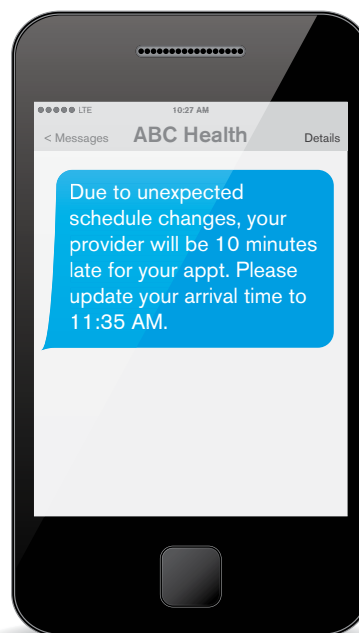 LTE 10:27 AM
< Messages ABC Health Details
Due to unexpected
schedule changes, your
provider will be 10 minutes
late for your appt. Please
update your arrival time to
11:35 AM.